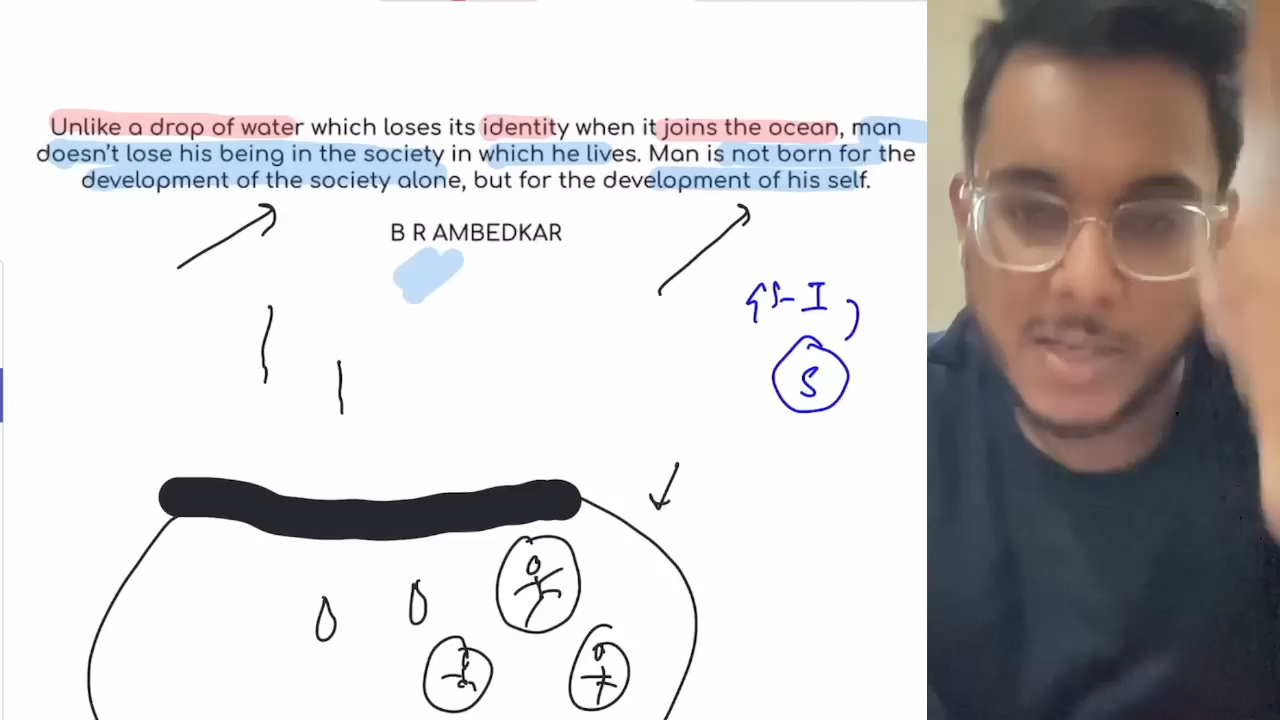 Unlike a drop of water which loses its identity when it joins the ocean, man
doesn't lose his being in the society in which he lives. Man is not born for the
development of the society alone, but for the development of his self.
B R AMBEDKAR
GS-I,
S